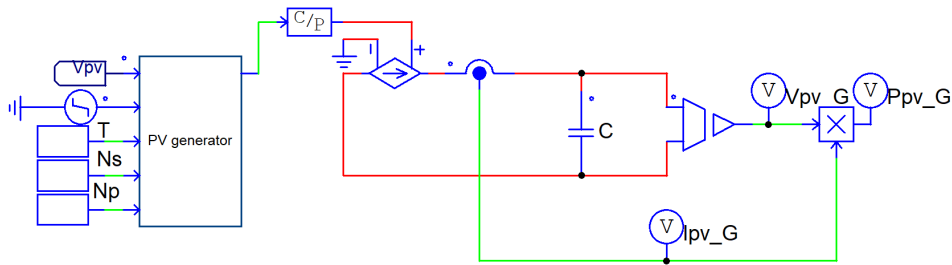 C/P
Vpv
T
Ns
Np
PV generator
C
V
Vpv_G
V
Ppv_G
V
Ipv_G